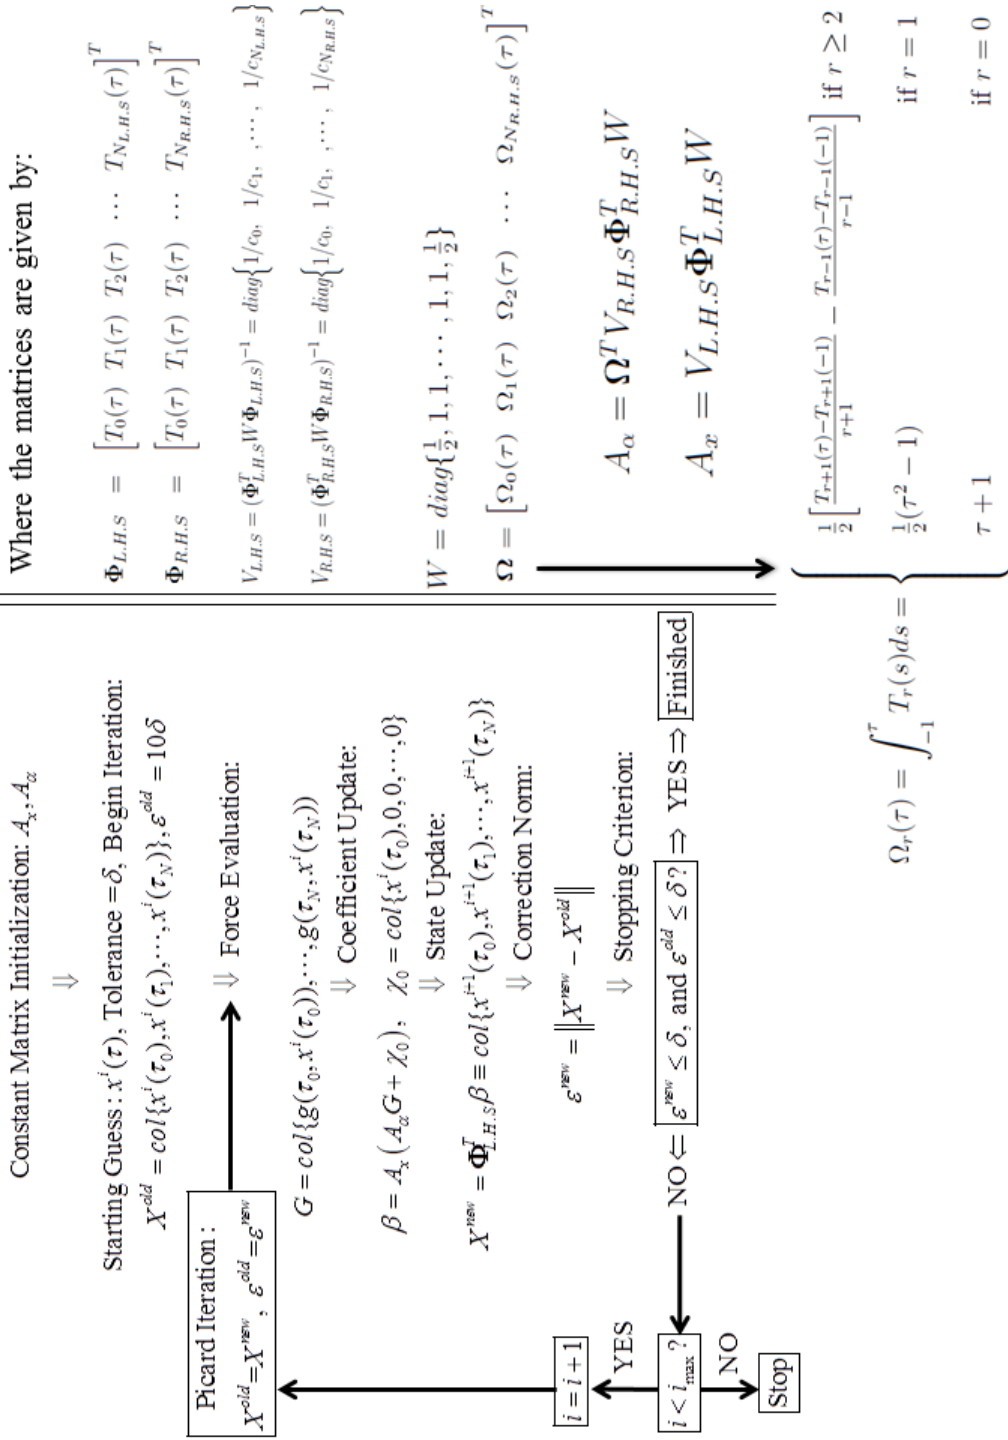 Constant Matrix Initialization: A_x, A_α
⇓
Starting Guess : x^i(τ), Tolerance = δ, Begin Iteration:
X^{old} = col{x^i(τ_0), x^i(τ_1), ⋯, x^i(τ_N)}, ε^{old} = 10δ
Picard Iteration :
X^{old} = X^{new}, ε^{old} = ε^{new}
⇓ Force Evaluation:
G = col{g(τ_0, x^i(τ_0)), ⋯, g(τ_N, x^i(τ_N))
⇓ Coefficient Update:
β = A_x(A_α G + χ_0), χ_0 = col{x^i(τ_0), 0, 0, ⋯, 0}
⇓ State Update:
X^{new} = Φ^T_{L.H.S} β ≡ col{x^{i+1}(τ_0), x^{i+1}(τ_1), ⋯, x^{i+1}(τ_N)}
⇓ Correction Norm:
ε^{new} = ‖X^{new} − X^{old}‖
⇓ Stopping Criterion:
NO ⇐ ε^{new} ≤ δ, and ε^{old} ≤ δ? ⇒ YES ⇒ Finished
i < i_{max} ?
YES
i = i + 1
NO
Stop
Where the matrices are given by:
Φ_{L.H.S} = [T_0(τ) T_1(τ) T_2(τ) ⋯ T_{N_{L.H.S}}(τ)]^T
Φ_{R.H.S} = [T_0(τ) T_1(τ) T_2(τ) ⋯ T_{N_{R.H.S}}(τ)]^T
V_{L.H.S} = (Φ^T_{L.H.S} W Φ_{L.H.S})^{-1} = diag{1/c_0, 1/c_1, ,⋯, 1/c_{N_{L.H.S}}}
V_{R.H.S} = (Φ^T_{R.H.S} W Φ_{R.H.S})^{-1} = diag{1/c_0, 1/c_1, ,⋯, 1/c_{N_{R.H.S}}}
W = diag{1/2, 1, 1, ⋯, 1, 1, 1/2}
Ω = [Ω_0(τ) Ω_1(τ) Ω_2(τ) ⋯ Ω_{N_{R.H.S}}(τ)]^T
A_α = Ω^T V_{R.H.S} Φ^T_{R.H.S} W
A_x = V_{L.H.S} Φ^T_{L.H.S} W
Ω_r(τ) = ∫_{-1}^{τ} T_r(s)ds = {
1/2 [ (T_{r+1}(τ)−T_{r+1}(−1))/(r+1) − (T_{r−1}(τ)−T_{r−1}(−1))/(r−1) ] if r ≥ 2
1/2(τ^2 − 1) if r = 1
τ + 1 if r = 0